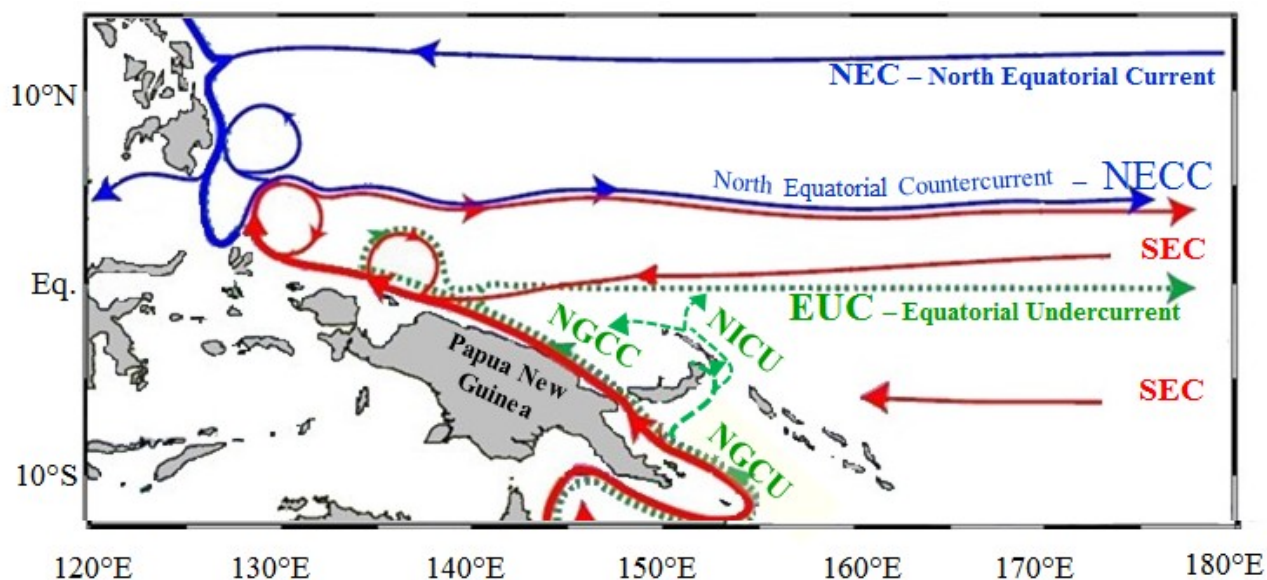 NEC – North Equatorial Current
10°N
North Equatorial Countercurrent – NECC
SEC
Eq.
EUC – Equatorial Undercurrent
NGCC
NICU
Papua New
Guinea
SEC
NGCU
10°S
120°E 130°E 140°E 150°E 160°E 170°E 180°E